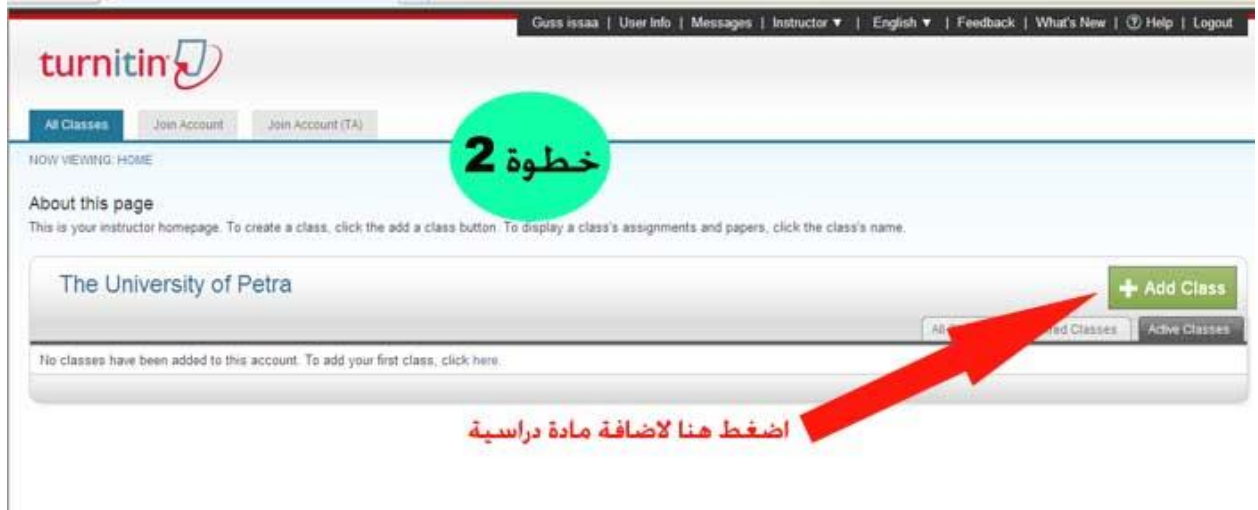 Guss issaa | User Info | Messages | Instructor ▼ | English ▼ | Feedback | What's New | ? Help | Logout
turnitin
All Classes Join Account Join Account (TA)
NOW VIEWING: HOME
خطوة 2
About this page
This is your instructor homepage. To create a class, click the add a class button. To display a class's assignments and papers, click the class's name.
The University of Petra
+ Add Class
Classes Active Classes
No classes have been added to this account. To add your first class, click here.
اضغط هنا لاضافة مادة دراسية